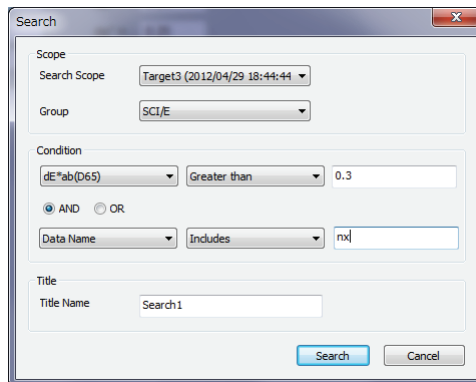 Search
Scope
Search Scope Target3 (2012/04/29 18:44:44
Group SCI/E
Condition
dE*ab(D65) Greater than 0.3
AND OR
Data Name Includes nx
Title
Title Name Search1
Search Cancel